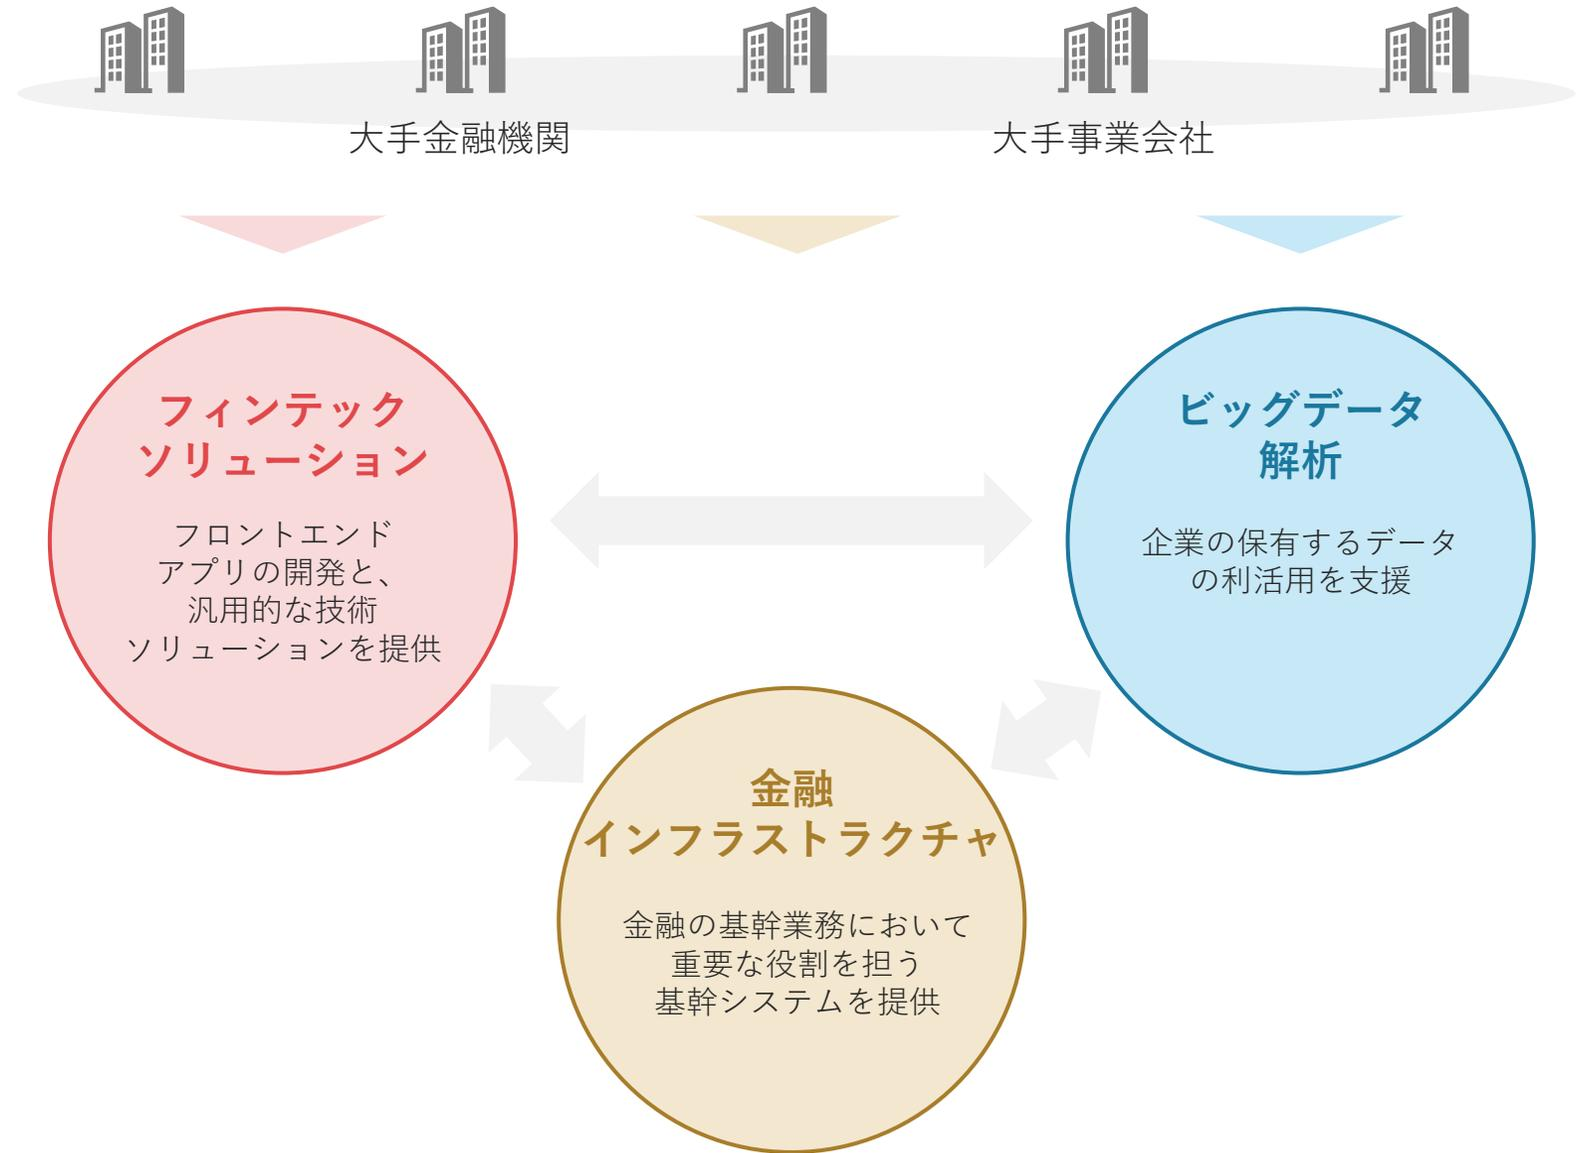 大手金融機関
大手事業会社
フィンテック
ソリューション
フロントエンド
アプリの開発と、
汎用的な技術
ソリューションを提供
ビッグデータ
解析
企業の保有するデータ
の利活用を支援
金融
インフラストラクチャ
金融の基幹業務において
重要な役割を担う
基幹システムを提供